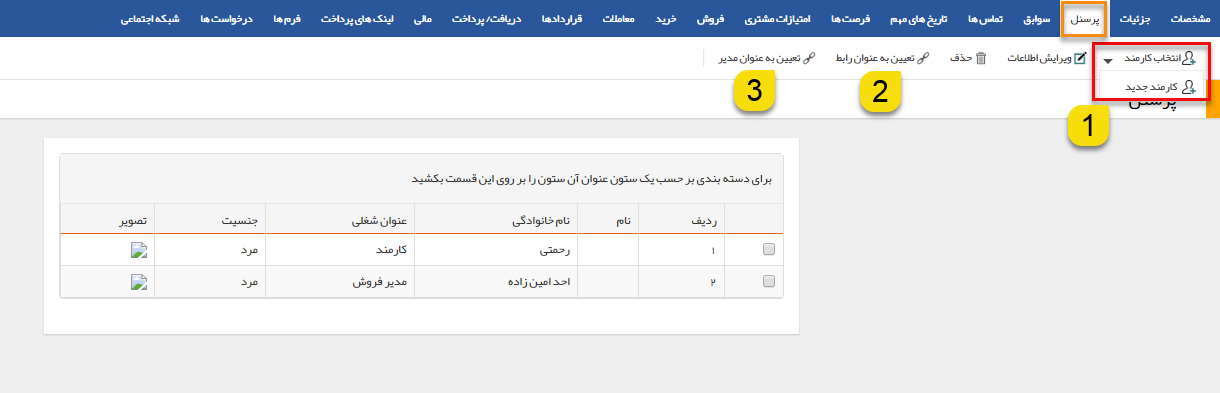 مشخصات جزئیات پرسنل سوابق تماس ها تاریخ های مهم فرصت ها امتیازات مشتری فروش خرید معاملات قراردادها دریافت/ پرداخت مالی لینک های پرداخت فرم ها درخواست ها شبکه اجتماعی
انتخاب کارمند ویرایش اطلاعات حذف تعیین به عنوان رابط تعیین به عنوان مدیر
کارمند جدید
3 2
پرسنل
1
برای دسته بندی بر حسب یک ستون عنوان آن ستون را بر روی این قسمت بکشید
ردیف نام نام خانوادگی عنوان شغلی جنسیت تصویر
۱ رحمتی کارمند مرد
۲ احد امین زاده مدیر فروش مرد